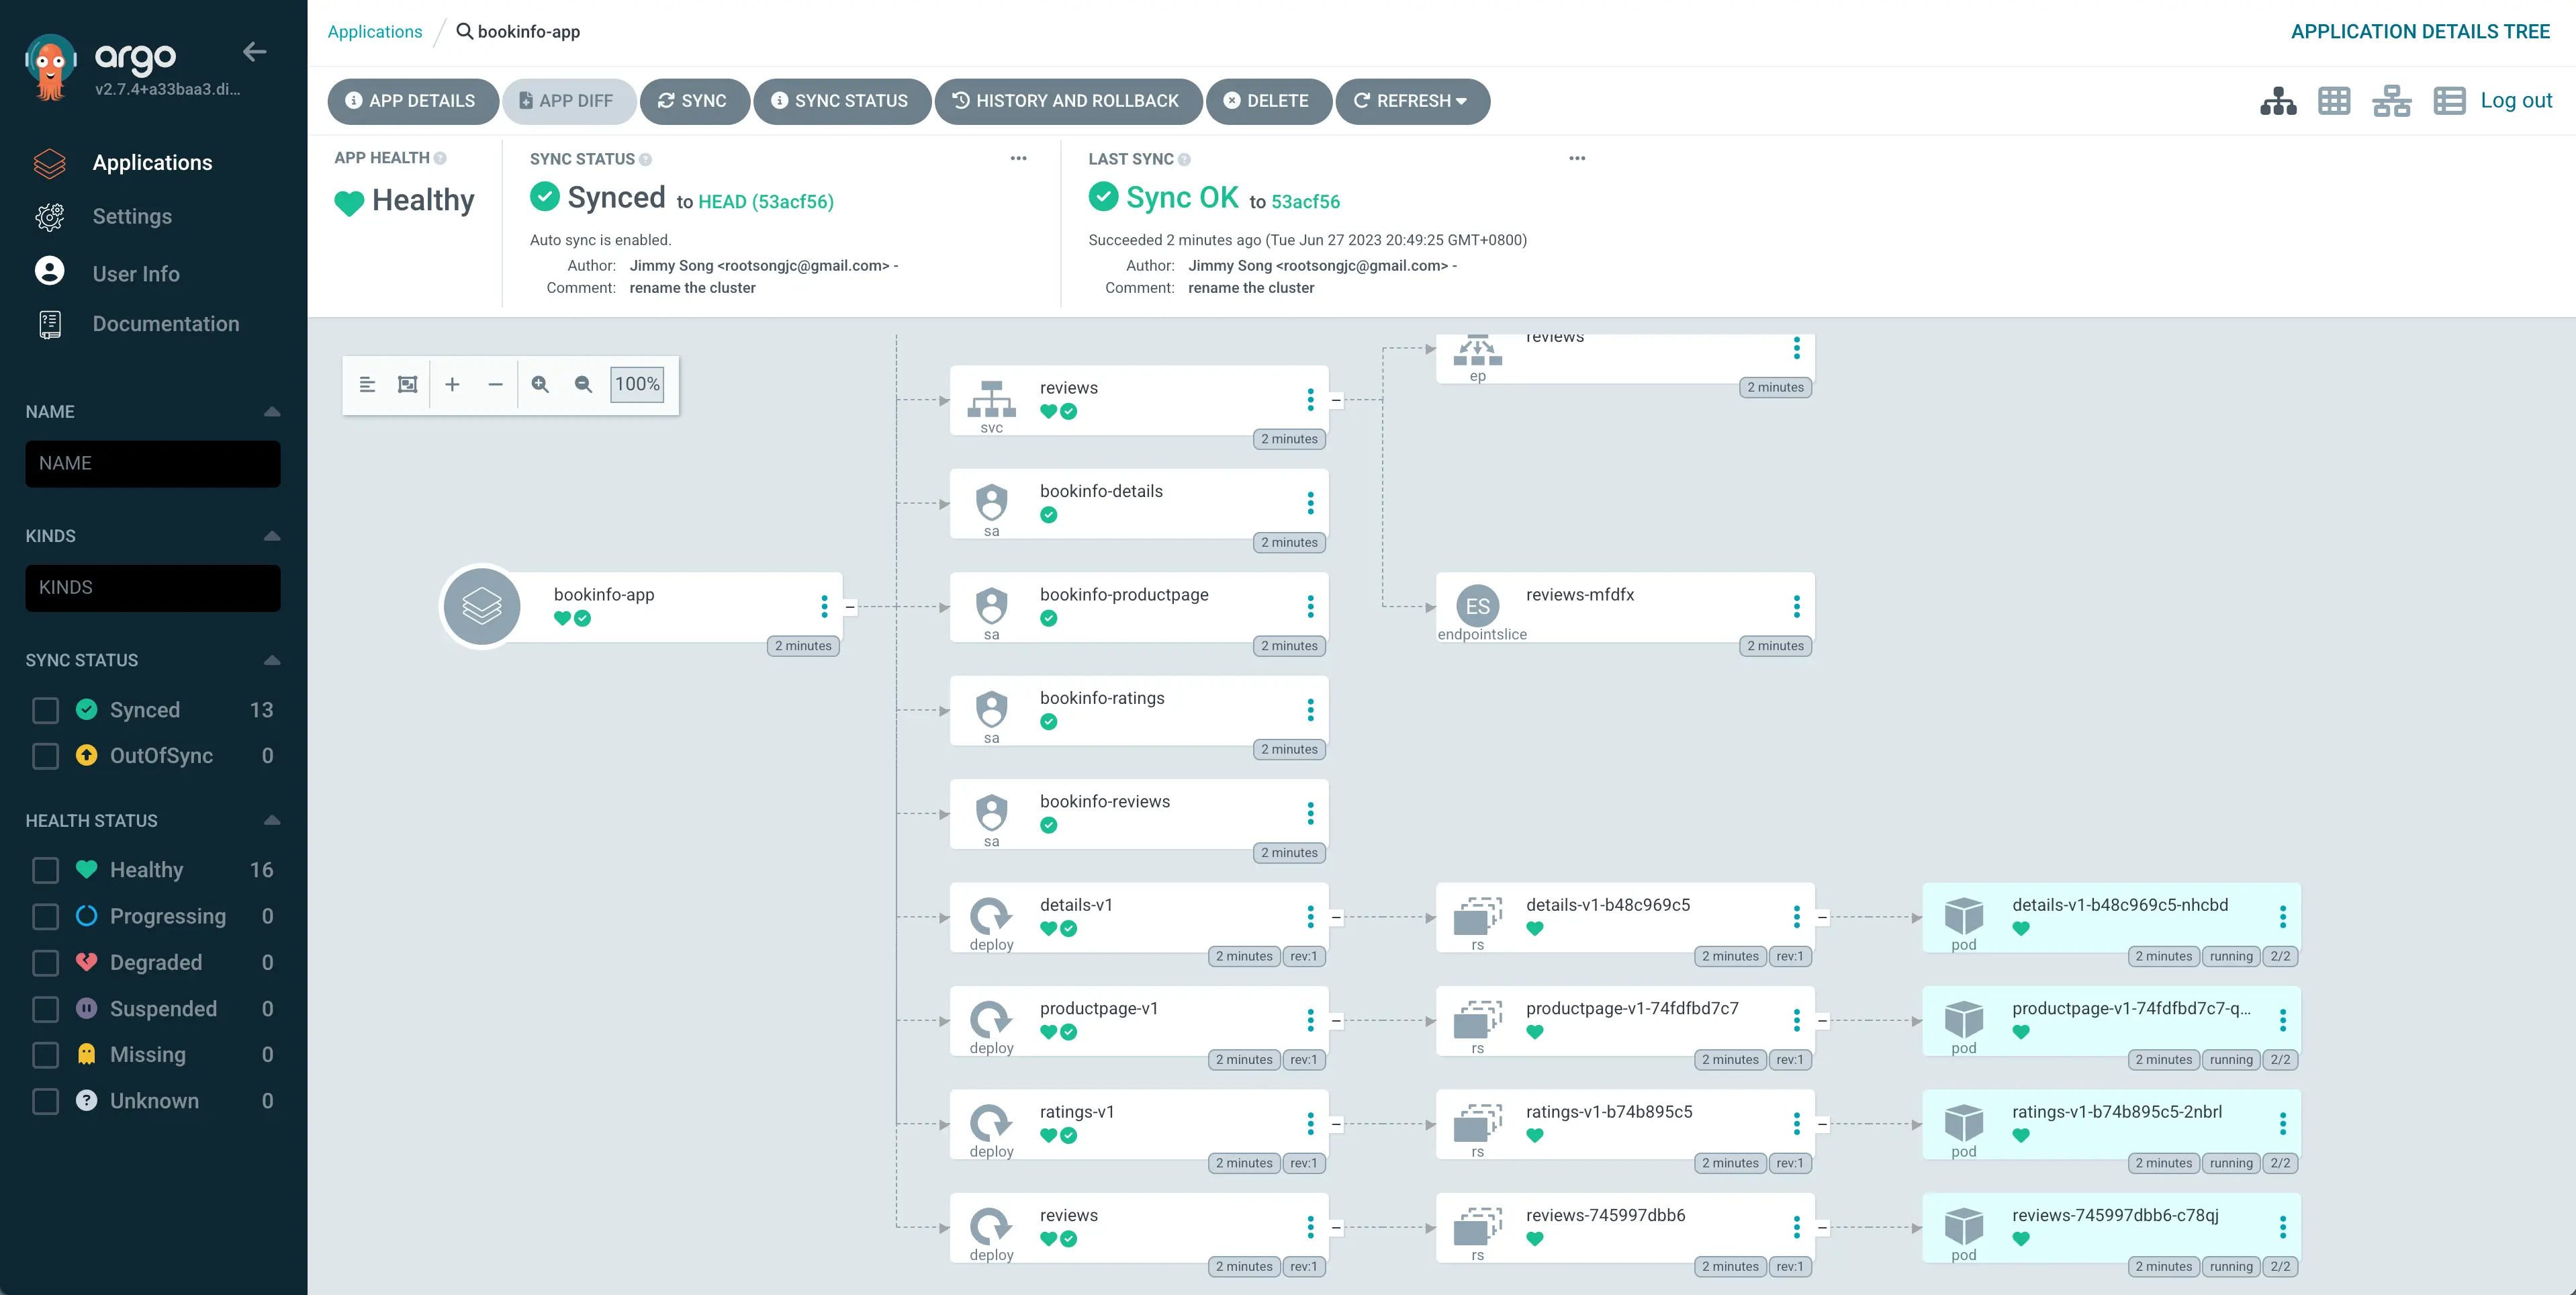 argo
v2.7.4+a33baa3.di...
Applications
Settings
User Info
Documentation
NAME
NAME
KINDS
KINDS
SYNC STATUS
Synced 13
OutOfSync 0
HEALTH STATUS
Healthy 16
Progressing 0
Degraded 0
Suspended 0
Missing 0
Unknown 0
Applications / bookinfo-app
APPLICATION DETAILS TREE
APP DETAILS APP DIFF SYNC SYNC STATUS HISTORY AND ROLLBACK DELETE REFRESH
Log out
APP HEALTH
Healthy
SYNC STATUS
Synced to HEAD (53acf56)
Auto sync is enabled.
Author: Jimmy Song <rootsongjc@gmail.com> -
Comment: rename the cluster
LAST SYNC
Sync OK to 53acf56
Succeeded 2 minutes ago (Tue Jun 27 2023 20:49:25 GMT+0800)
Author: Jimmy Song <rootsongjc@gmail.com> -
Comment: rename the cluster
100%
bookinfo-app
2 minutes
reviews
svc
2 minutes
bookinfo-details
sa
2 minutes
bookinfo-productpage
sa
2 minutes
bookinfo-ratings
sa
2 minutes
bookinfo-reviews
sa
2 minutes
details-v1
deploy
2 minutes rev:1
productpage-v1
deploy
2 minutes rev:1
ratings-v1
deploy
2 minutes rev:1
reviews
deploy
2 minutes rev:1
reviews
ep
2 minutes
ES
reviews-mfdfx
endpointslice
2 minutes
details-v1-b48c969c5
rs
2 minutes rev:1
productpage-v1-74fdfbd7c7
rs
2 minutes rev:1
ratings-v1-b74b895c5
rs
2 minutes rev:1
reviews-745997dbb6
rs
2 minutes rev:1
details-v1-b48c969c5-nhcbd
pod
2 minutes running 2/2
productpage-v1-74fdfbd7c7-q...
pod
2 minutes running 2/2
ratings-v1-b74b895c5-2nbrl
pod
2 minutes running 2/2
reviews-745997dbb6-c78qj
pod
2 minutes running 2/2